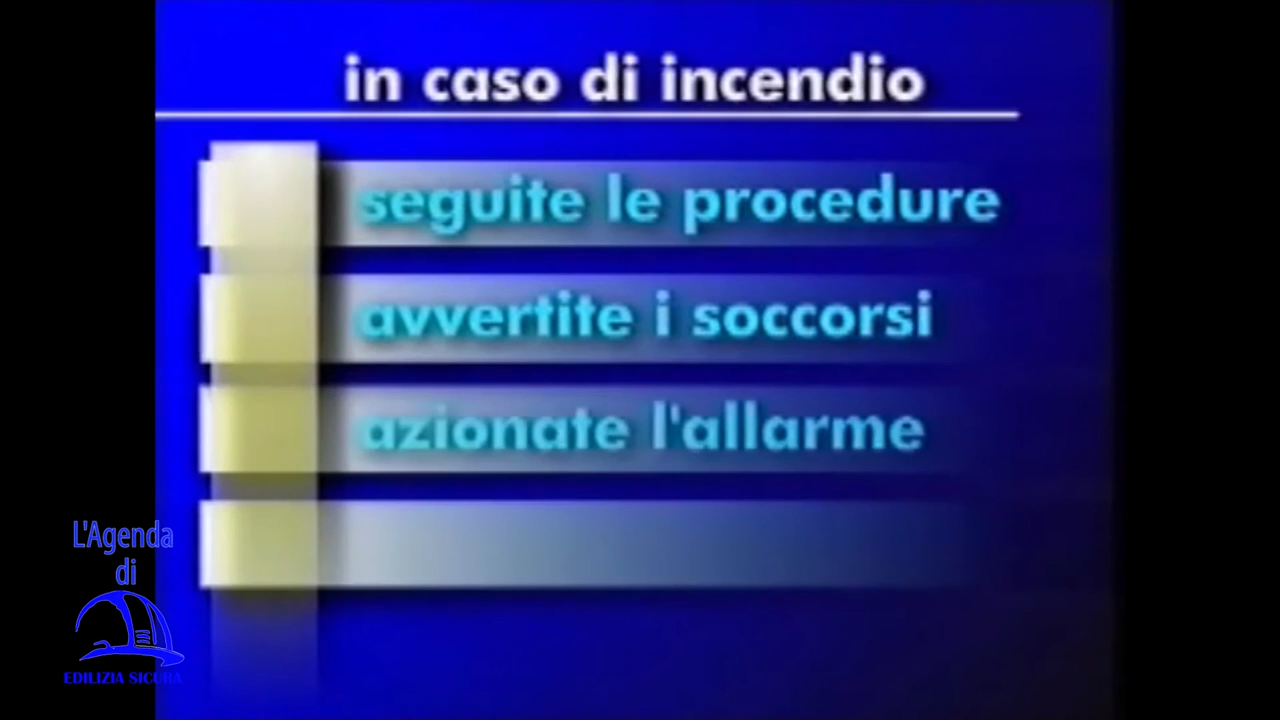 in caso di incendio
seguite le procedure
avvertite i soccorsi
azionate l'allarme
L'Agenda
di
EDILIZIA SICURA